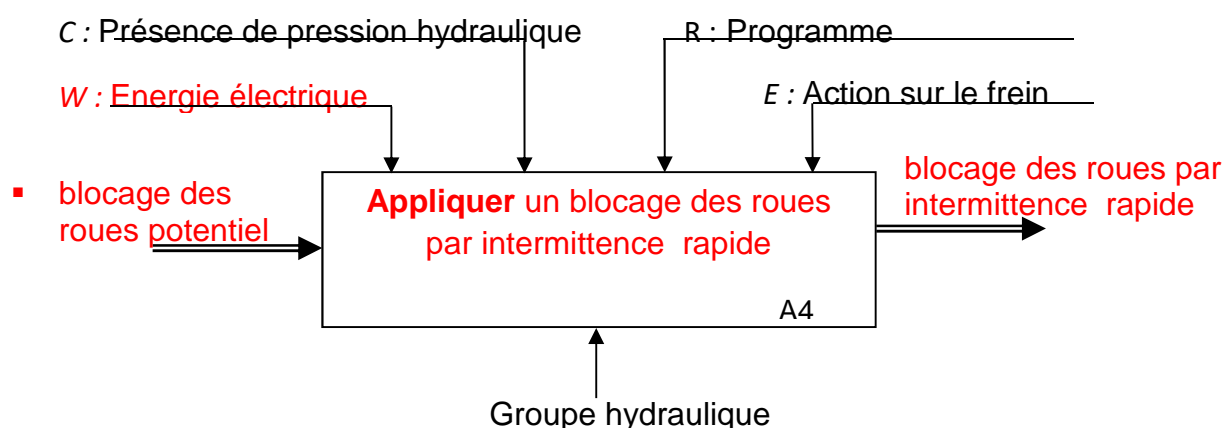 C : Présence de pression hydraulique
R : Programme
W : Energie électrique
E : Action sur le frein
▪ blocage des
roues potentiel
Appliquer un blocage des roues
par intermittence rapide
A4
blocage des roues par
intermittence rapide
Groupe hydraulique